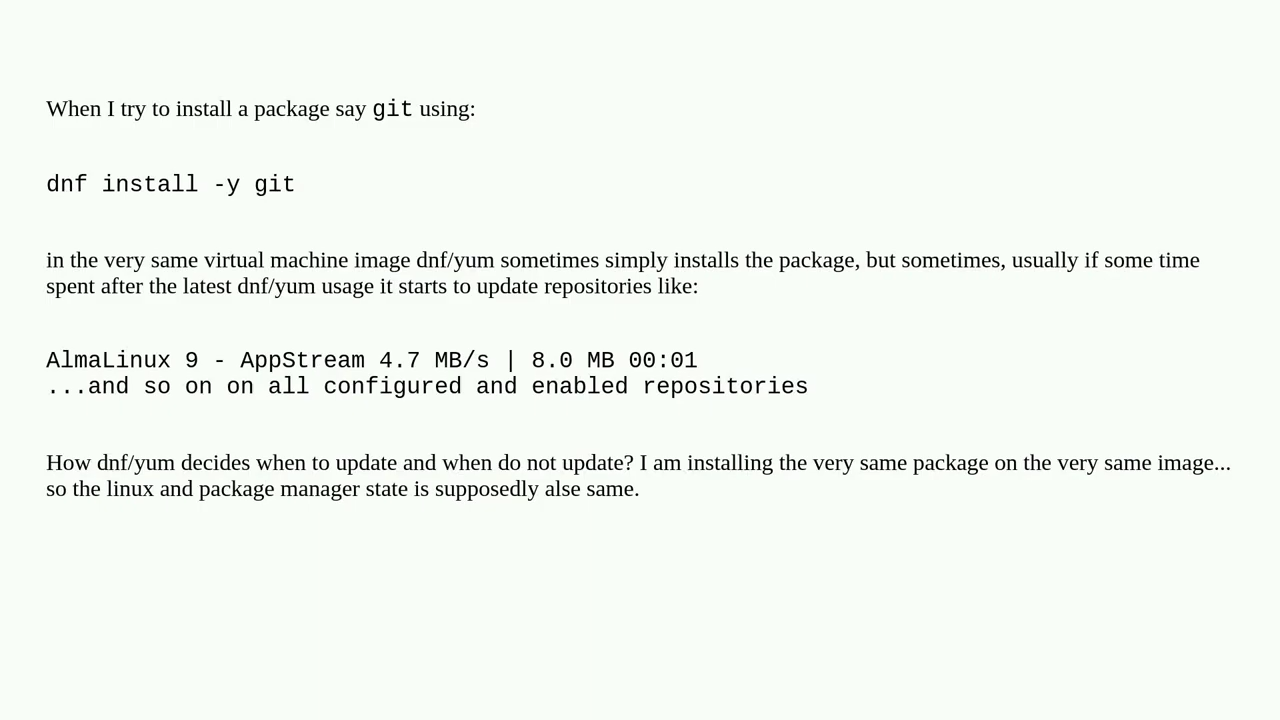 When I try to install a package say git using:
dnf install -y git
in the very same virtual machine image dnf/yum sometimes simply installs the package, but sometimes, usually if some time
spent after the latest dnf/yum usage it starts to update repositories like:
AlmaLinux 9 - AppStream 4.7 MB/s | 8.0 MB 00:01
...and so on on all configured and enabled repositories
How dnf/yum decides when to update and when do not update? I am installing the very same package on the very same image...
so the linux and package manager state is supposedly alse same.